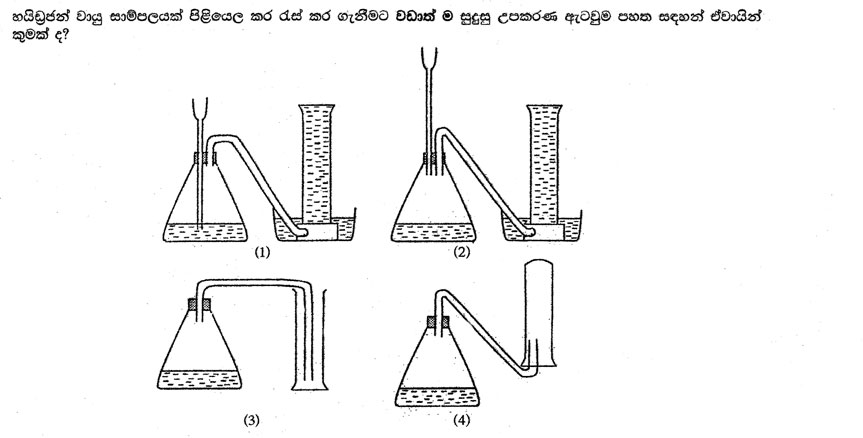 හයිඩ්‍රජන් වායු සාම්පලයක් පිළියෙල කර රැස් කර ගැනීමට වඩාත් ම සුදුසු උපකරණ ඇටවුම පහත සඳහන් ඒවායින්
කුමක් ද?
(1)
(2)
(3)
(4)